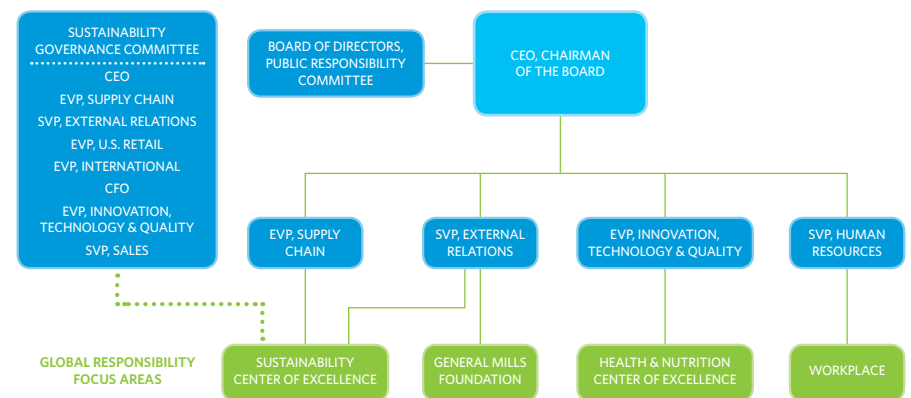 SUSTAINABILITY
GOVERNANCE COMMITTEE
CEO
EVP, SUPPLY CHAIN
SVP, EXTERNAL RELATIONS
EVP, U.S. RETAIL
EVP, INTERNATIONAL
CFO
EVP, INNOVATION,
TECHNOLOGY & QUALITY
SVP, SALES
BOARD OF DIRECTORS,
PUBLIC RESPONSIBILITY
COMMITTEE
CEO, CHAIRMAN
OF THE BOARD
EVP, SUPPLY
CHAIN
SVP, EXTERNAL
RELATIONS
EVP, INNOVATION,
TECHNOLOGY & QUALITY
SVP, HUMAN
RESOURCES
GLOBAL RESPONSIBILITY
FOCUS AREAS
SUSTAINABILITY
CENTER OF EXCELLENCE
GENERAL MILLS
FOUNDATION
HEALTH & NUTRITION
CENTER OF EXCELLENCE
WORKPLACE